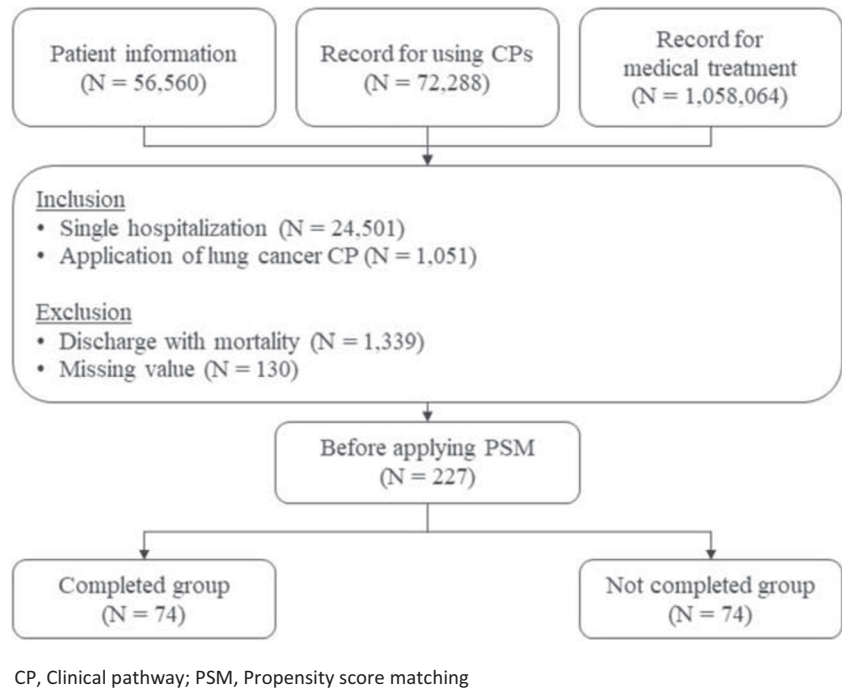 Patient information
(N = 56,560)
Record for using CPs
(N = 72,288)
Record for
medical treatment
(N = 1,058,064)
Inclusion
• Single hospitalization (N = 24,501)
• Application of lung cancer CP (N = 1,051)
Exclusion
• Discharge with mortality (N = 1,339)
• Missing value (N = 130)
Before applying PSM
(N = 227)
Completed group
(N = 74)
Not completed group
(N = 74)
CP, Clinical pathway; PSM, Propensity score matching